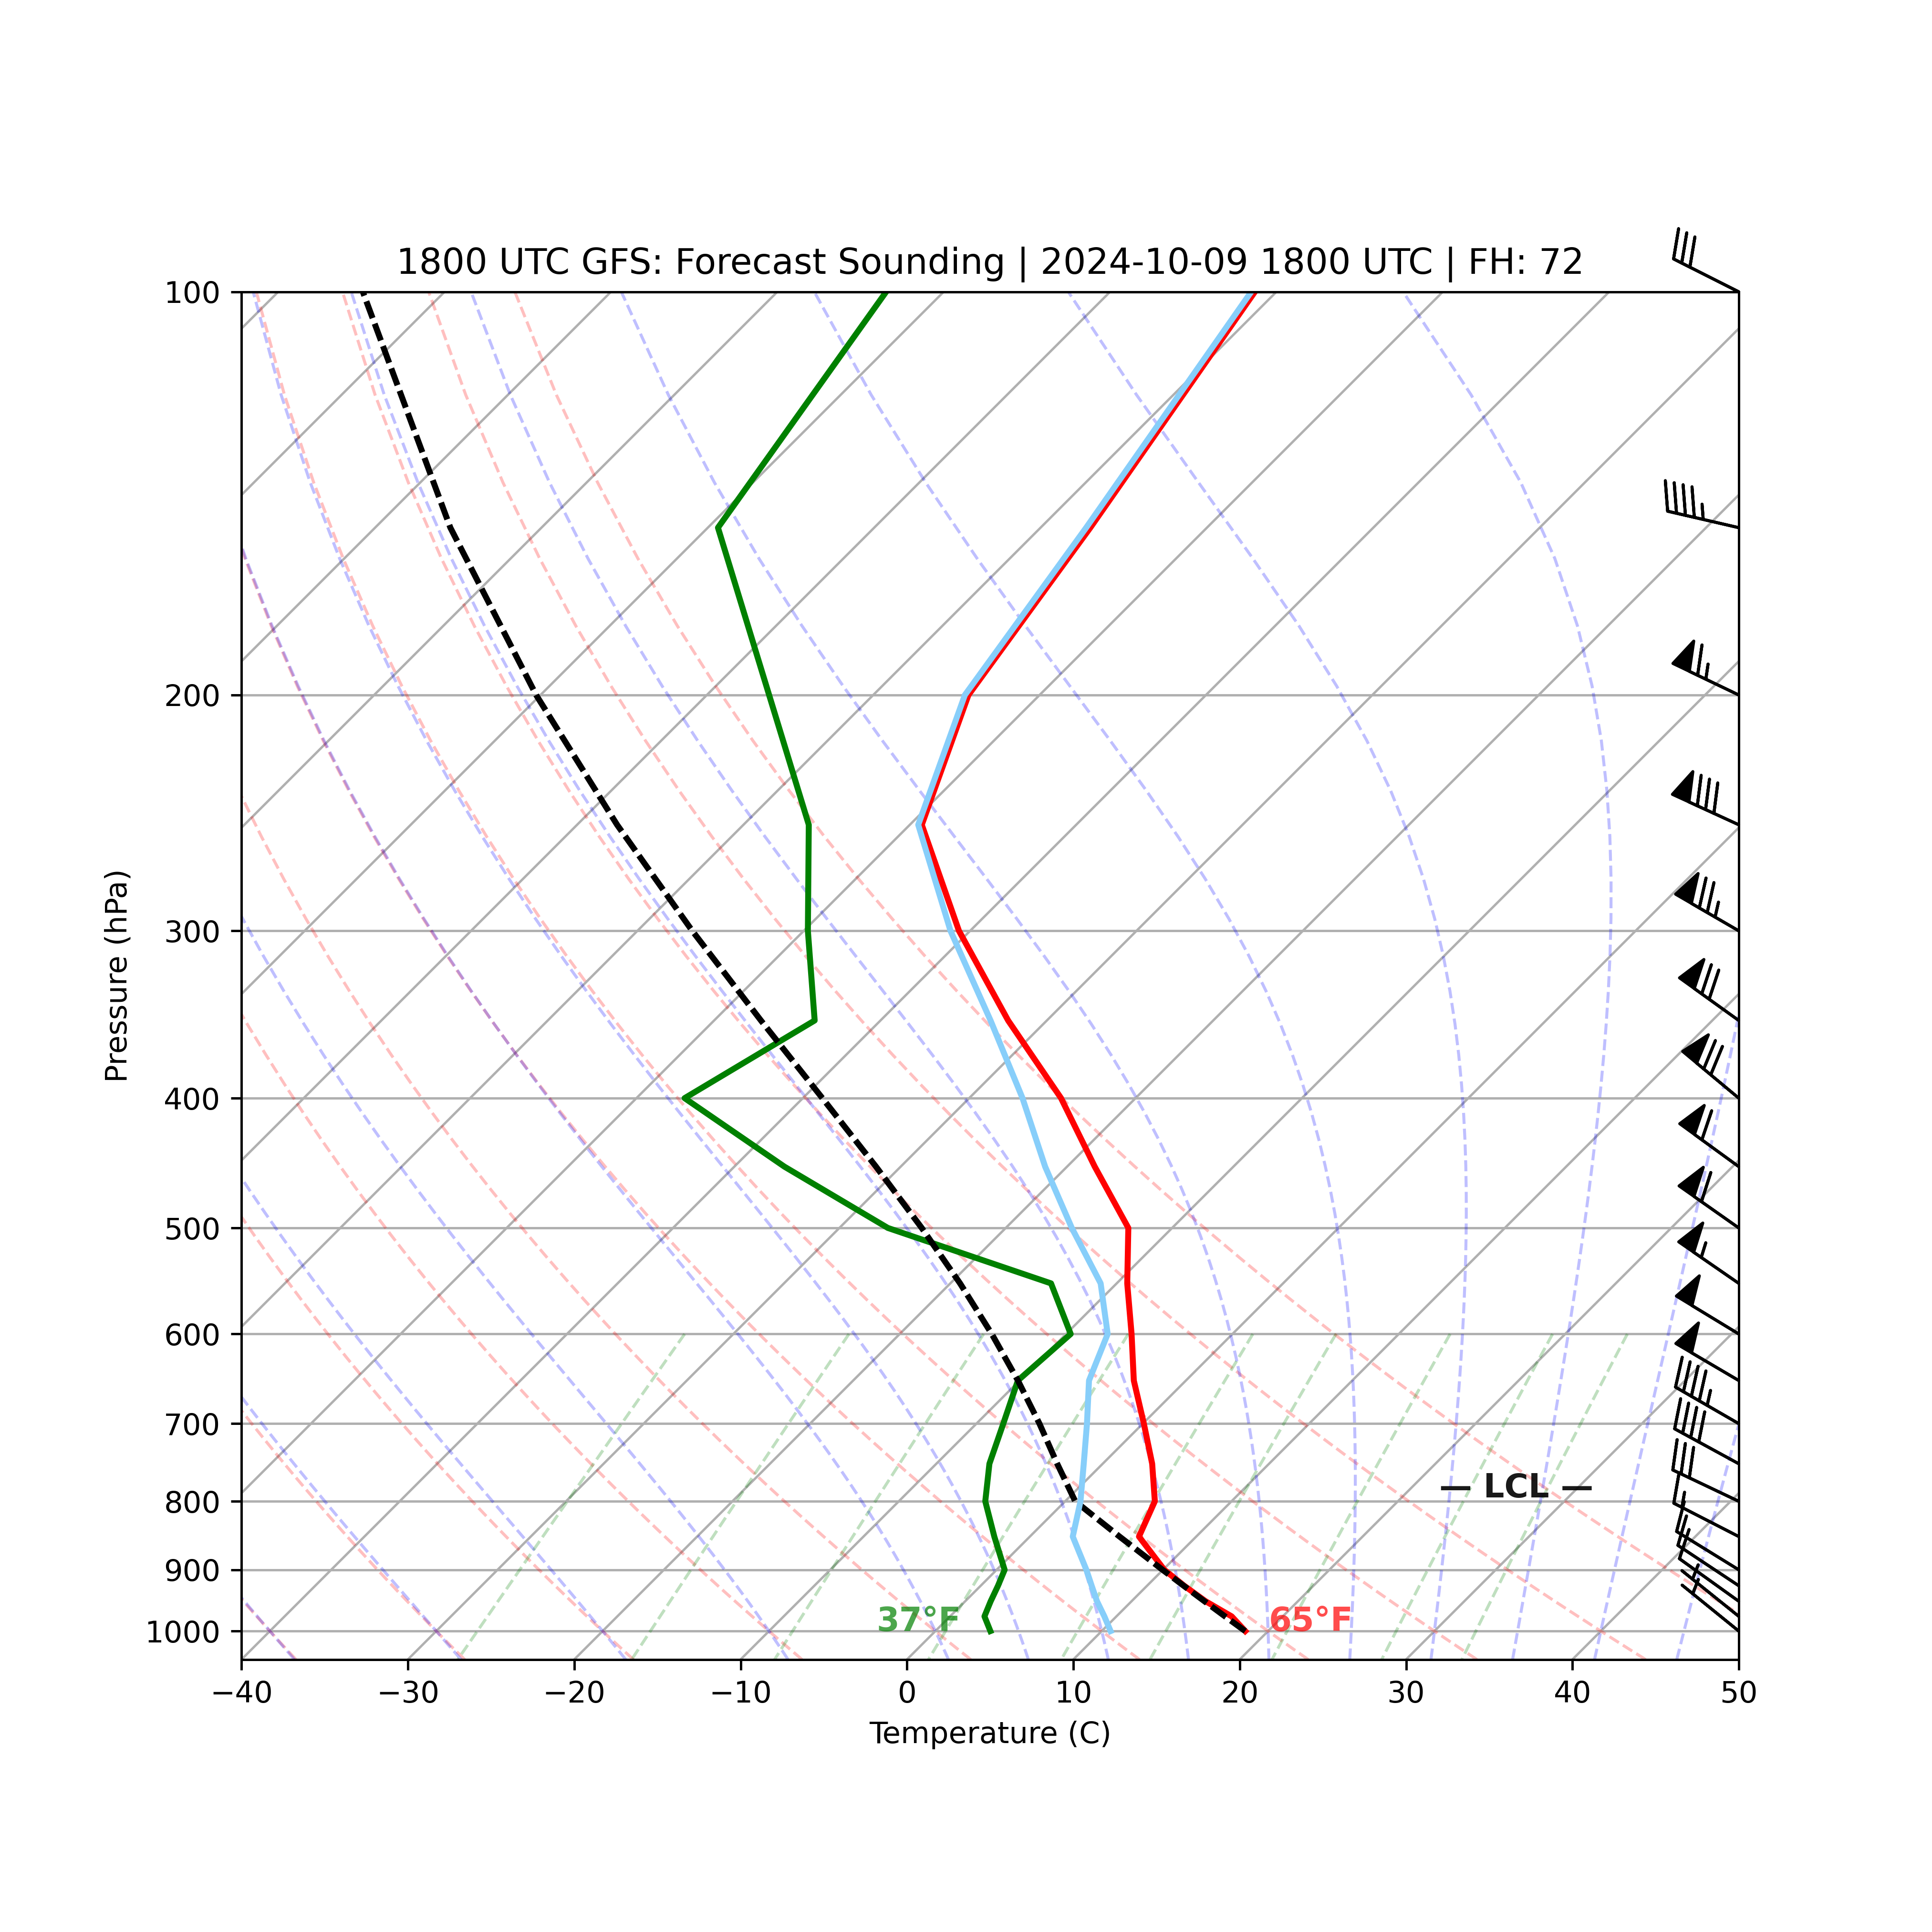 1800 UTC GFS: Forecast Sounding | 2024-10-09 1800 UTC | FH: 72
100
200
300
400
500
600
700
800
900
1000
Pressure (hPa)
— LCL —
37°F
65°F
−40 −30 −20 −10 0 10 20 30 40 50
Temperature (C)